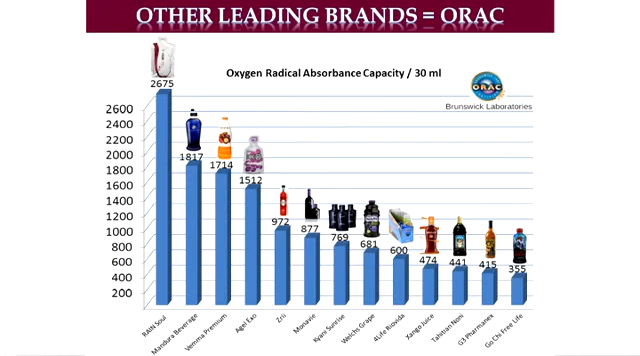 OTHER LEADING BRANDS = ORAC
Oxygen Radical Absorbance Capacity / 30 ml
ORAC
Brunswick Laboratories
2675
1817
1714
1512
972
877
769
681
600
474
441
415
355
2600
2400
2200
2000
1800
1600
1400
1200
1000
800
600
400
200
RAIN Soul
Mandura Beverage
Vemma Premium
Agel Exo
Zrii
Monavie
Kyani Sunrise
Welchs Grape
4Life Riovida
Xango Juice
Tahitian Noni
G3 Pharmanex
Go Chi Free Life